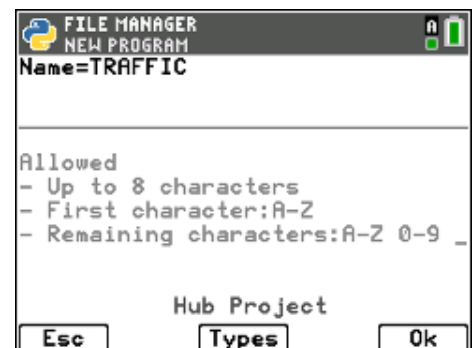 FILE MANAGER
NEW PROGRAM
A
Name=TRAFFIC
Allowed
- Up to 8 characters
- First character:A-Z
- Remaining characters:A-Z 0-9 _
Hub Project
Esc Types Ok